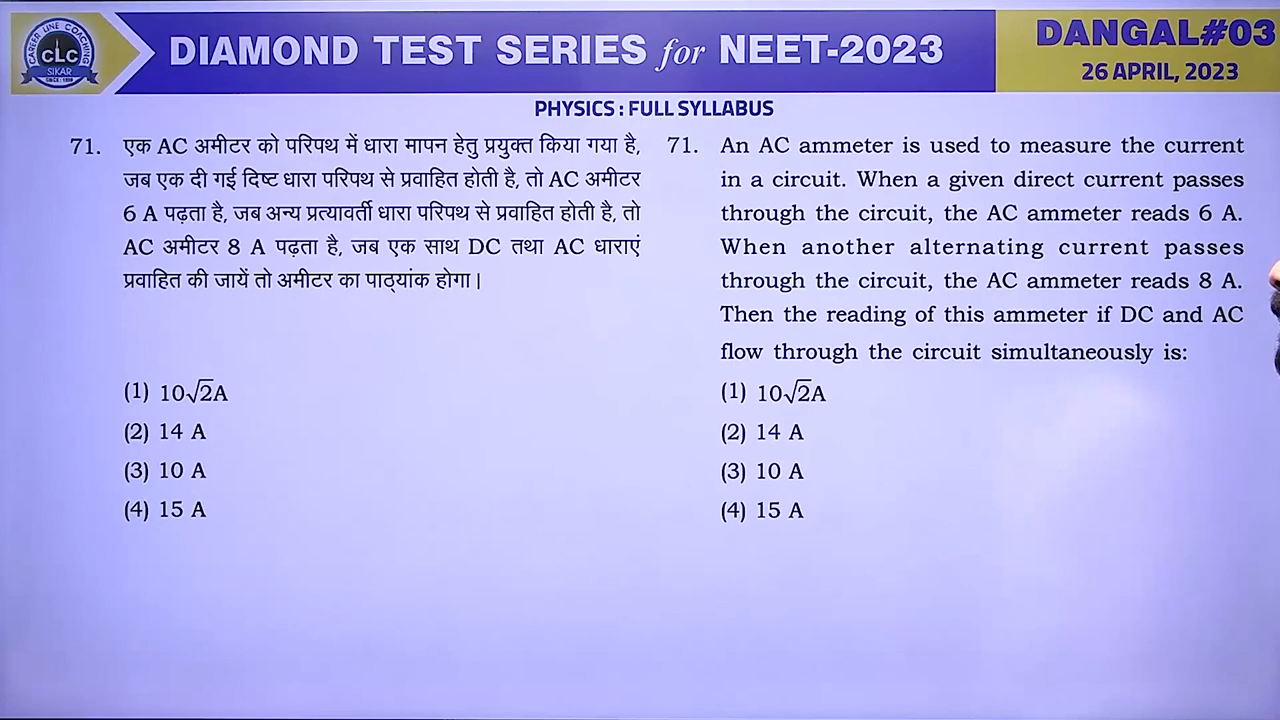 CAREER LINE COACHING
CLC
SIKAR
SINCE : 1996
DIAMOND TEST SERIES for NEET-2023
DANGAL#03
26 APRIL, 2023
PHYSICS : FULL SYLLABUS
71. एक AC अमीटर को परिपथ में धारा मापन हेतु प्रयुक्त किया गया है,
जब एक दी गई दिष्ट धारा परिपथ से प्रवाहित होती है, तो AC अमीटर
6 A पढ़ता है, जब अन्य प्रत्यावर्ती धारा परिपथ से प्रवाहित होती है, तो
AC अमीटर 8 A पढ़ता है, जब एक साथ DC तथा AC धाराएं
प्रवाहित की जायें तो अमीटर का पाठ्यांक होगा।
(1) 10√2A
(2) 14 A
(3) 10 A
(4) 15 A
71. An AC ammeter is used to measure the current
in a circuit. When a given direct current passes
through the circuit, the AC ammeter reads 6 A.
When another alternating current passes
through the circuit, the AC ammeter reads 8 A.
Then the reading of this ammeter if DC and AC
flow through the circuit simultaneously is:
(1) 10√2A
(2) 14 A
(3) 10 A
(4) 15 A